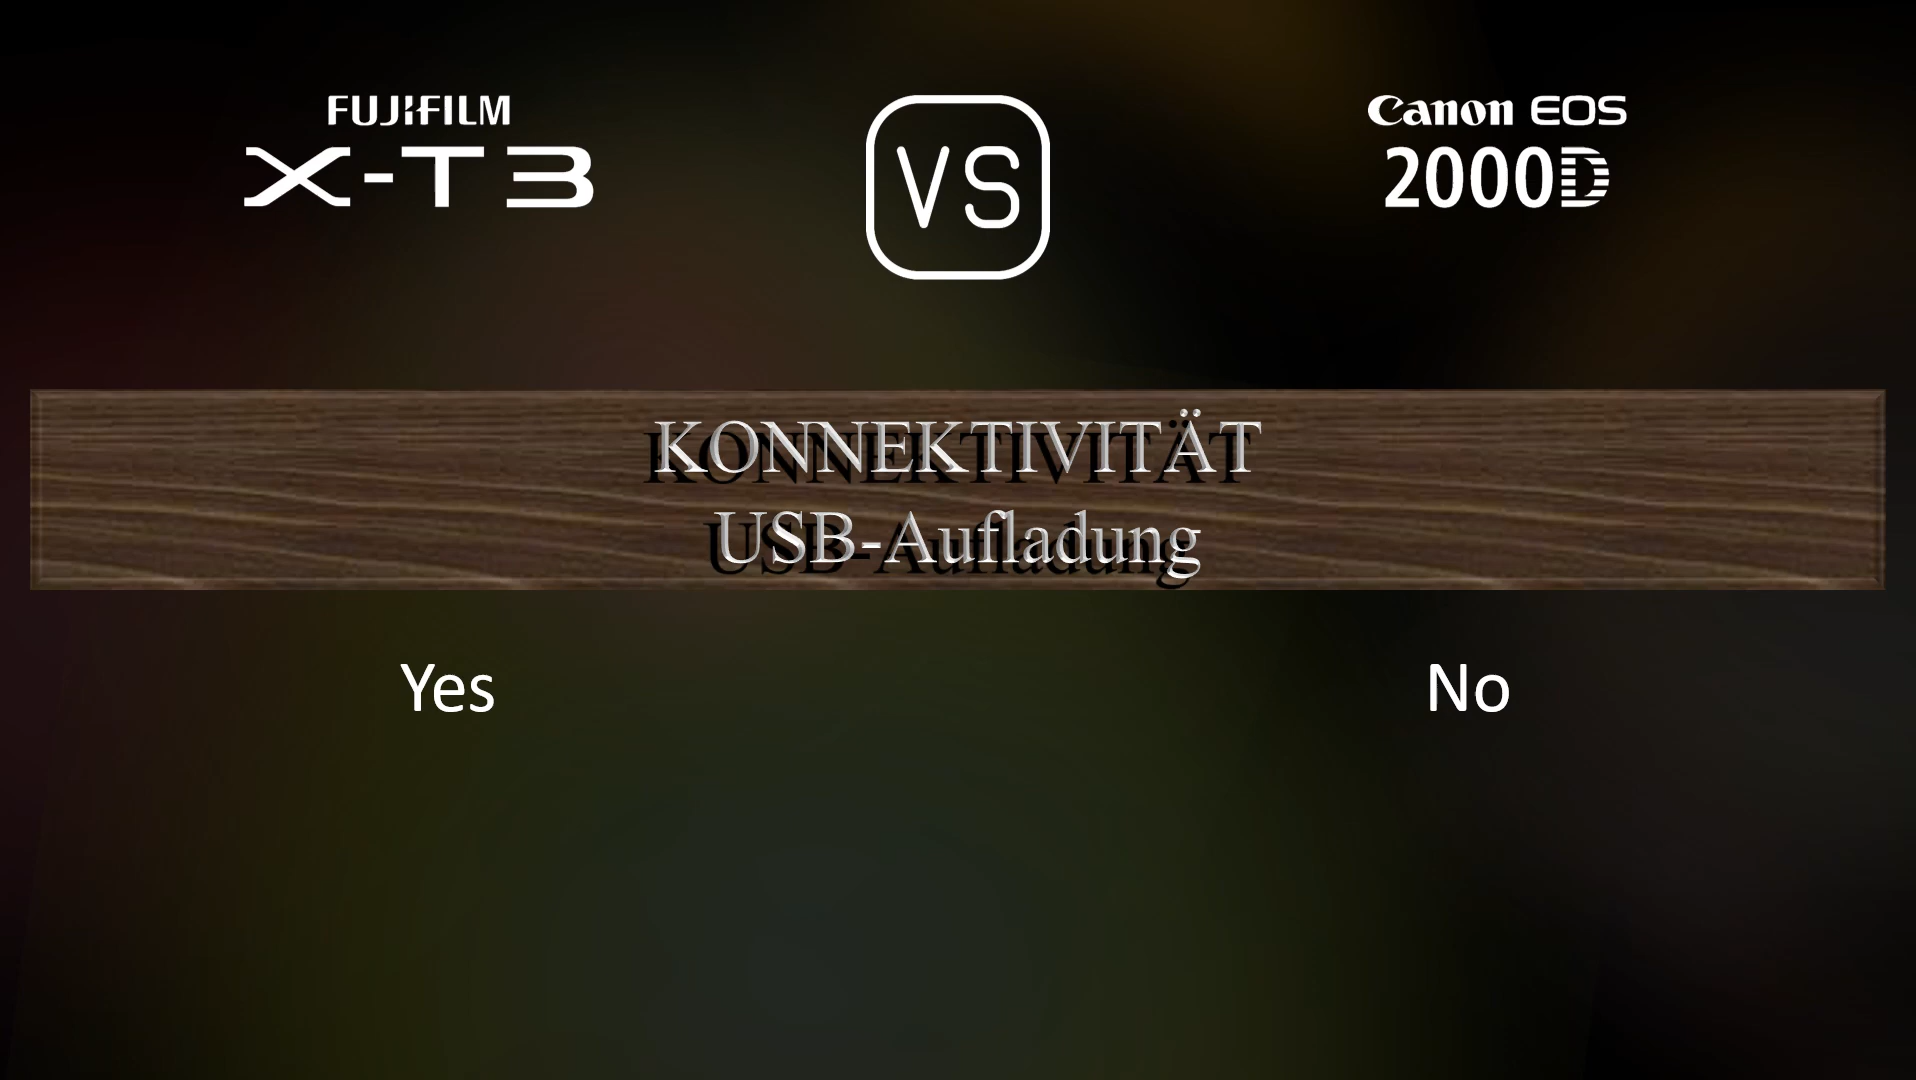 FUJIFILM
X-T3
VS
Canon EOS
2000D
KONNEKTIVITÄT
USB-Aufladung
Yes
No